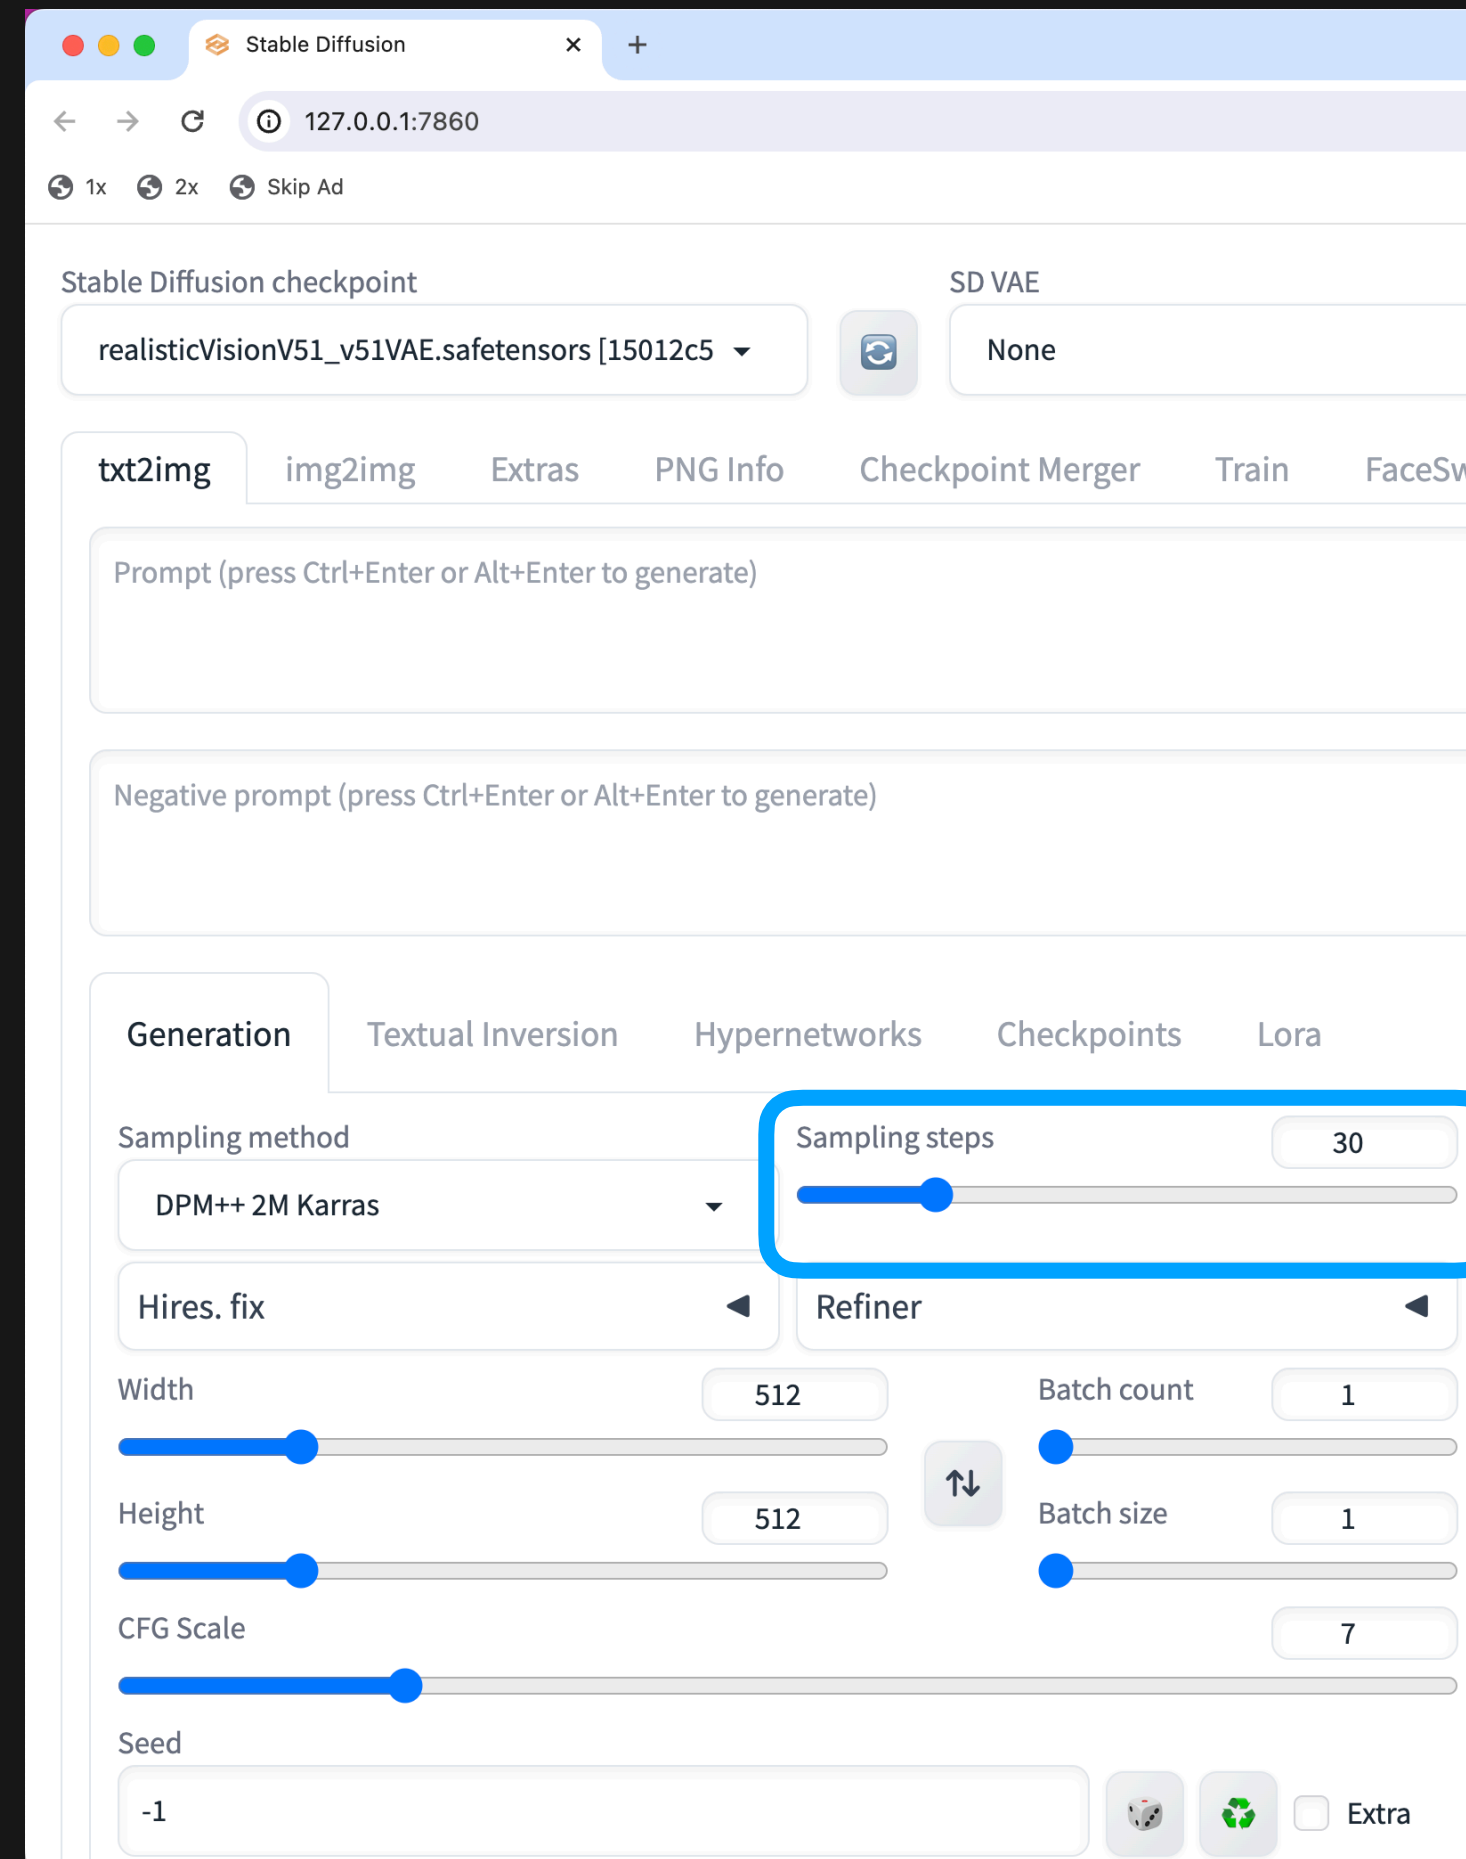 Stable Diffusion
127.0.0.1:7860
1x 2x Skip Ad
Stable Diffusion checkpoint SD VAE
realisticVisionV51_v51VAE.safetensors [15012c5 None
txt2img img2img Extras PNG Info Checkpoint Merger Train FaceSw
Prompt (press Ctrl+Enter or Alt+Enter to generate)
Negative prompt (press Ctrl+Enter or Alt+Enter to generate)
Generation Textual Inversion Hypernetworks Checkpoints Lora
Sampling method Sampling steps 30
DPM++ 2M Karras
Hires. fix Refiner
Width 512 Batch count 1
Height 512 Batch size 1
CFG Scale 7
Seed
-1 Extra